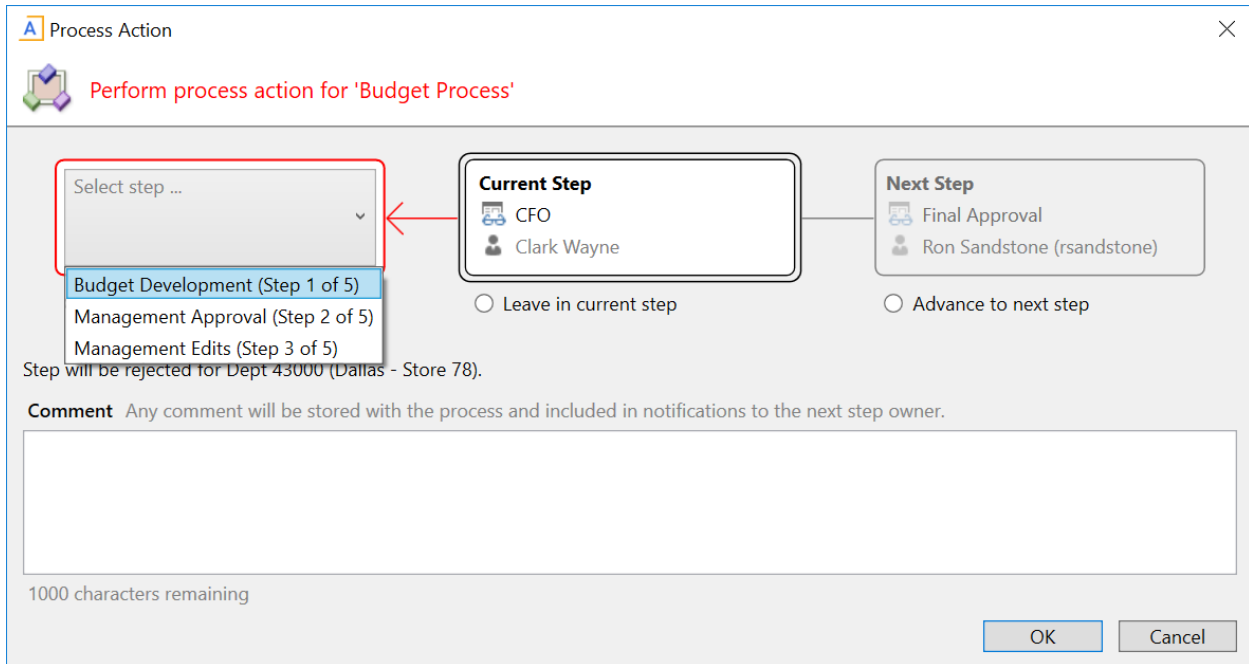 A Process Action
Perform process action for 'Budget Process'
Select step ...
Budget Development (Step 1 of 5)
Management Approval (Step 2 of 5)
Management Edits (Step 3 of 5)
Current Step
CFO
Clark Wayne
Leave in current step
Next Step
Final Approval
Ron Sandstone (rsandstone)
Advance to next step
Step will be rejected for Dept 43000 (Dallas - Store 78).
Comment Any comment will be stored with the process and included in notifications to the next step owner.
1000 characters remaining
OK
Cancel